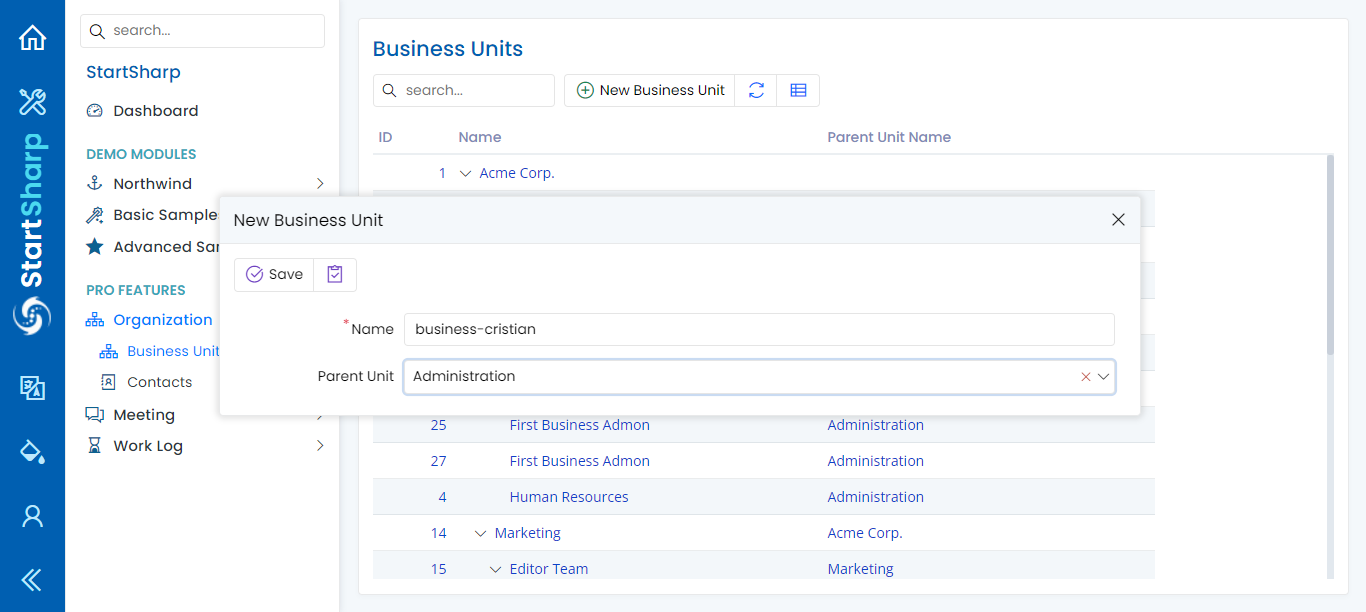 StartSharp
search...
StartSharp
Dashboard
DEMO MODULES
Northwind
Basic Sample
Advanced Sa
PRO FEATURES
Organization
Business Unit
Contacts
Meeting
Work Log
Business Units
search...
New Business Unit
ID Name Parent Unit Name
1 Acme Corp.
New Business Unit
Save
*Name business-cristian
Parent Unit Administration
25 First Business Admon Administration
27 First Business Admon Administration
4 Human Resources Administration
14 Marketing Acme Corp.
15 Editor Team Marketing